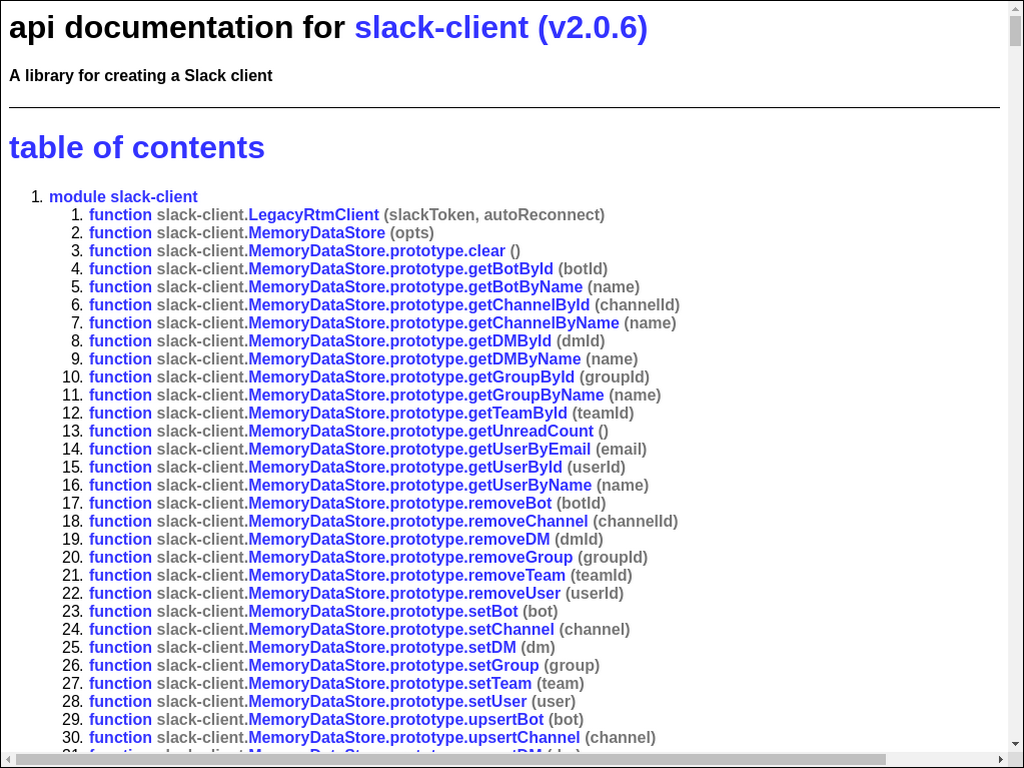 api documentation for slack-client (v2.0.6)
A library for creating a Slack client
table of contents
1. module slack-client
1. function slack-client.LegacyRtmClient (slackToken, autoReconnect)
2. function slack-client.MemoryDataStore (opts)
3. function slack-client.MemoryDataStore.prototype.clear ()
4. function slack-client.MemoryDataStore.prototype.getBotById (botId)
5. function slack-client.MemoryDataStore.prototype.getBotByName (name)
6. function slack-client.MemoryDataStore.prototype.getChannelById (channelId)
7. function slack-client.MemoryDataStore.prototype.getChannelByName (name)
8. function slack-client.MemoryDataStore.prototype.getDMById (dmId)
9. function slack-client.MemoryDataStore.prototype.getDMByName (name)
10. function slack-client.MemoryDataStore.prototype.getGroupById (groupId)
11. function slack-client.MemoryDataStore.prototype.getGroupByName (name)
12. function slack-client.MemoryDataStore.prototype.getTeamById (teamId)
13. function slack-client.MemoryDataStore.prototype.getUnreadCount ()
14. function slack-client.MemoryDataStore.prototype.getUserByEmail (email)
15. function slack-client.MemoryDataStore.prototype.getUserById (userId)
16. function slack-client.MemoryDataStore.prototype.getUserByName (name)
17. function slack-client.MemoryDataStore.prototype.removeBot (botId)
18. function slack-client.MemoryDataStore.prototype.removeChannel (channelId)
19. function slack-client.MemoryDataStore.prototype.removeDM (dmId)
20. function slack-client.MemoryDataStore.prototype.removeGroup (groupId)
21. function slack-client.MemoryDataStore.prototype.removeTeam (teamId)
22. function slack-client.MemoryDataStore.prototype.removeUser (userId)
23. function slack-client.MemoryDataStore.prototype.setBot (bot)
24. function slack-client.MemoryDataStore.prototype.setChannel (channel)
25. function slack-client.MemoryDataStore.prototype.setDM (dm)
26. function slack-client.MemoryDataStore.prototype.setGroup (group)
27. function slack-client.MemoryDataStore.prototype.setTeam (team)
28. function slack-client.MemoryDataStore.prototype.setUser (user)
29. function slack-client.MemoryDataStore.prototype.upsertBot (bot)
30. function slack-client.MemoryDataStore.prototype.upsertChannel (channel)